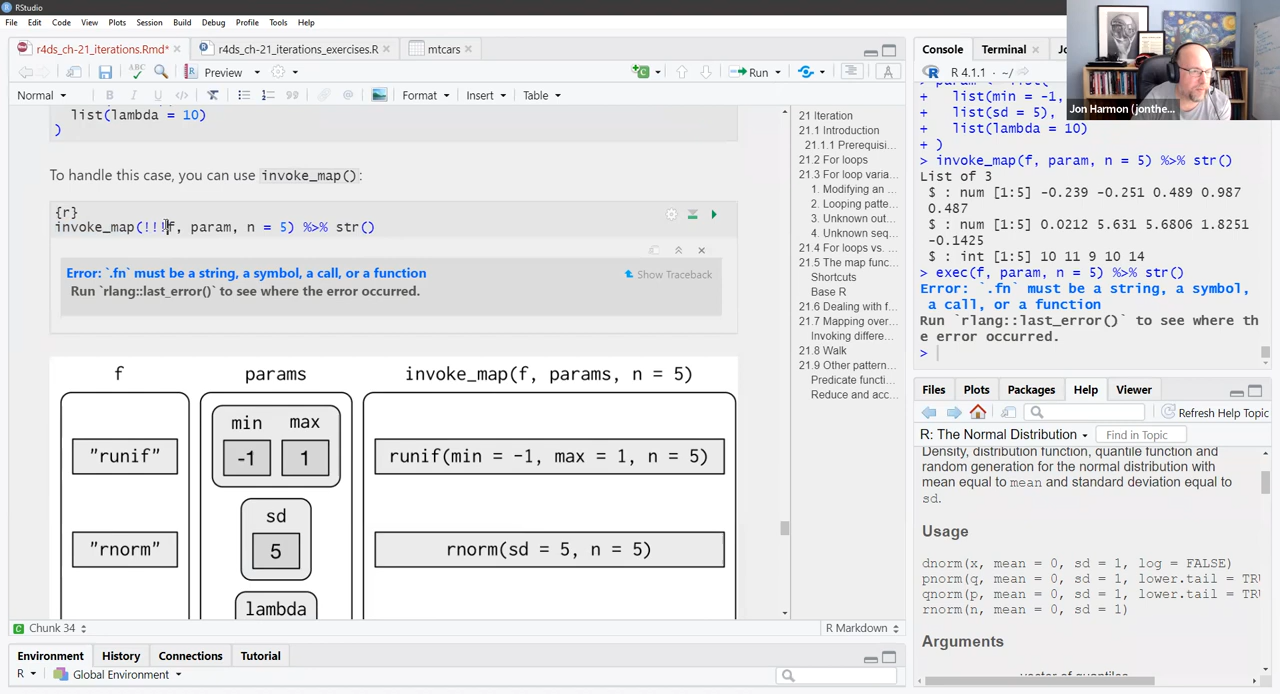 RStudio
File Edit Code View Plots Session Build Debug Profile Tools Help
r4ds_ch-21_iterations.Rmd* r4ds_ch-21_iterations_exercises.R mtcars
Preview Run
Normal B I U Format Insert Table
list(lambda = 10)
)
To handle this case, you can use invoke_map():
{r}
invoke_map(!!!f, param, n = 5) %>% str()
Error: `.fn` must be a string, a symbol, a call, or a function
Show Traceback
Run `rlang::last_error()` to see where the error occurred.
f params invoke_map(f, params, n = 5)
min max
"runif" -1 1 runif(min = -1, max = 1, n = 5)
sd
"rnorm" 5 rnorm(sd = 5, n = 5)
lambda
Chunk 34 R Markdown
21 Iteration
21.1 Introduction
21.1.1 Prerequisi...
21.2 For loops
21.3 For loop varia...
1. Modifying an ...
2. Looping patte...
3. Unknown out...
4. Unknown seq...
21.4 For loops vs. ...
21.5 The map func...
Shortcuts
Base R
21.6 Dealing with f...
21.7 Mapping over...
Invoking differe...
21.8 Walk
21.9 Other pattern...
Predicate functi...
Reduce and acc...
Environment History Connections Tutorial
R Global Environment
Console Terminal
R 4.1.1 · ~/
+ list(min = -1,
+ list(sd = 5),
+ list(lambda = 10)
+ )
> invoke_map(f, param, n = 5) %>% str()
List of 3
$ : num [1:5] -0.239 -0.251 0.489 0.987
0.487
$ : num [1:5] 0.0212 5.631 5.6806 1.8251
-0.1425
$ : int [1:5] 10 11 9 10 14
> exec(f, param, n = 5) %>% str()
Error: `.fn` must be a string, a symbol,
a call, or a function
Run `rlang::last_error()` to see where th
e error occurred.
>
Jon Harmon (jonthe...
Files Plots Packages Help Viewer
Refresh Help Topic
R: The Normal Distribution Find in Topic
Density, distribution function, quantile function and
random generation for the normal distribution with
mean equal to mean and standard deviation equal to
sd.
Usage
dnorm(x, mean = 0, sd = 1, log = FALSE)
pnorm(q, mean = 0, sd = 1, lower.tail = TRU
qnorm(p, mean = 0, sd = 1, lower.tail = TRU
rnorm(n, mean = 0, sd = 1)
Arguments
vector of quantiles